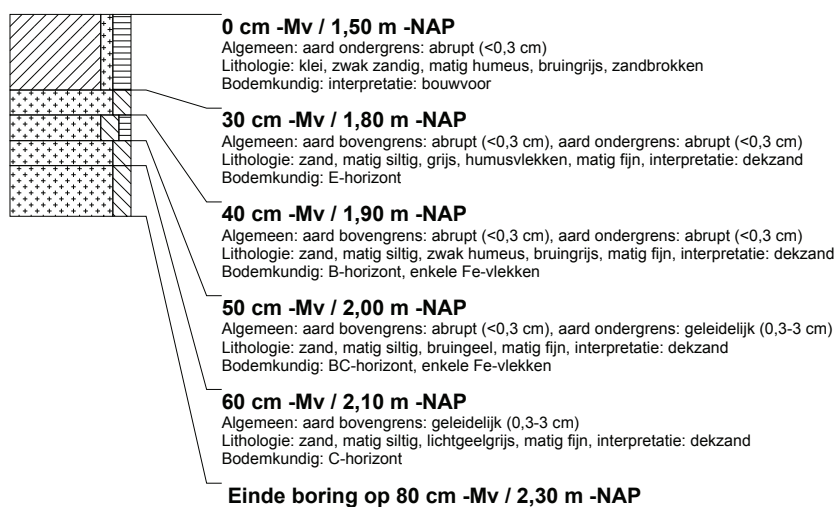 0 cm -Mv / 1,50 m -NAP
Algemeen: aard ondergrens: abrupt (<0,3 cm)
Lithologie: klei, zwak zandig, matig humeus, bruingrijs, zandbrokken
Bodemkundig: interpretatie: bouwvoor
30 cm -Mv / 1,80 m -NAP
Algemeen: aard bovengrens: abrupt (<0,3 cm), aard ondergrens: abrupt (<0,3 cm)
Lithologie: zand, matig siltig, grijs, humusvlekken, matig fijn, interpretatie: dekzand
Bodemkundig: E-horizont
40 cm -Mv / 1,90 m -NAP
Algemeen: aard bovengrens: abrupt (<0,3 cm), aard ondergrens: abrupt (<0,3 cm)
Lithologie: zand, matig siltig, zwak humeus, bruingrijs, matig fijn, interpretatie: dekzand
Bodemkundig: B-horizont, enkele Fe-vlekken
50 cm -Mv / 2,00 m -NAP
Algemeen: aard bovengrens: abrupt (<0,3 cm), aard ondergrens: geleidelijk (0,3-3 cm)
Lithologie: zand, matig siltig, bruingeel, matig fijn, interpretatie: dekzand
Bodemkundig: BC-horizont, enkele Fe-vlekken
60 cm -Mv / 2,10 m -NAP
Algemeen: aard bovengrens: geleidelijk (0,3-3 cm)
Lithologie: zand, matig siltig, lichtgeelgrijs, matig fijn, interpretatie: dekzand
Bodemkundig: C-horizont
Einde boring op 80 cm -Mv / 2,30 m -NAP